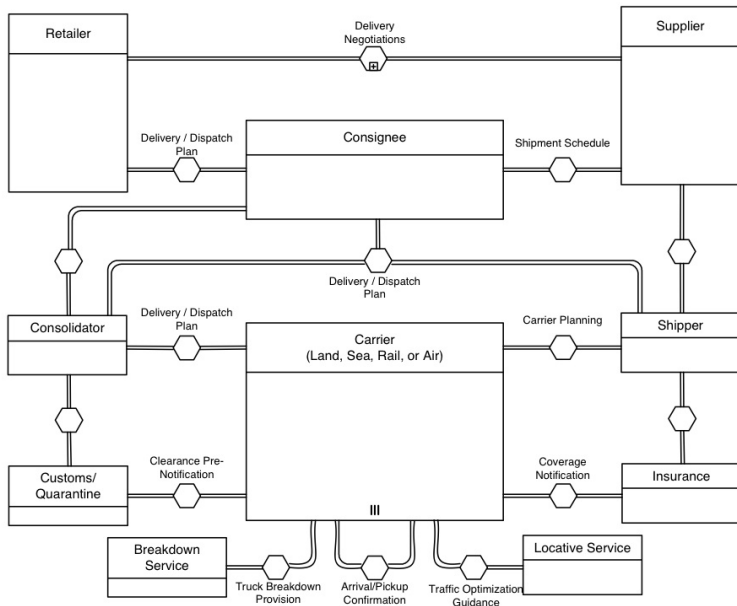 Retailer
Delivery
Negotiations
Supplier
Delivery / Dispatch
Plan
Consignee
Shipment Schedule
Delivery / Dispatch
Plan
Consolidator
Delivery / Dispatch
Plan
Carrier
(Land, Sea, Rail, or Air)
Carrier Planning
Shipper
Customs/
Quarantine
Clearance Pre-
Notification
Coverage
Notification
Insurance
Breakdown
Service
Truck Breakdown
Provision
Arrival/Pickup
Confirmation
Traffic Optimization
Guidance
Locative Service